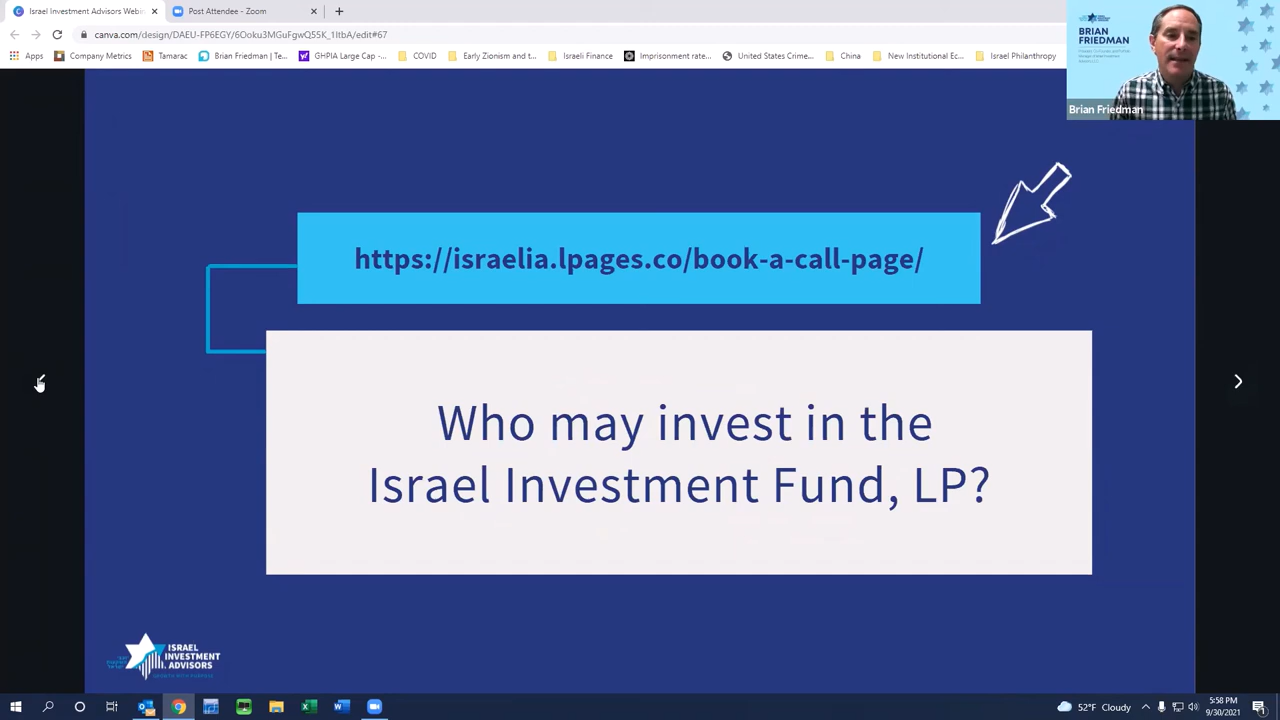 Israel Investment Advisors Webin
Post Attendee - Zoom
canva.com/design/DAEU-FP6EGY/6Ooku3MGuFgwQ55K_1ItbA/edit#67
Apps
Company Metrics
Tamarac
Brian Friedman | Te...
GHPIA Large Cap
COVID
Early Zionism and t...
Israeli Finance
Imprisonment rate...
United States Crime...
China
New Institutional Ec...
Israel Philanthropy
BRIAN
FRIEDMAN
Brian Friedman
https://israelia.lpages.co/book-a-call-page/
Who may invest in the
Israel Investment Fund, LP?
ISRAEL
INVESTMENT
ADVISORS
52°F Cloudy
5:58 PM
9/30/2021